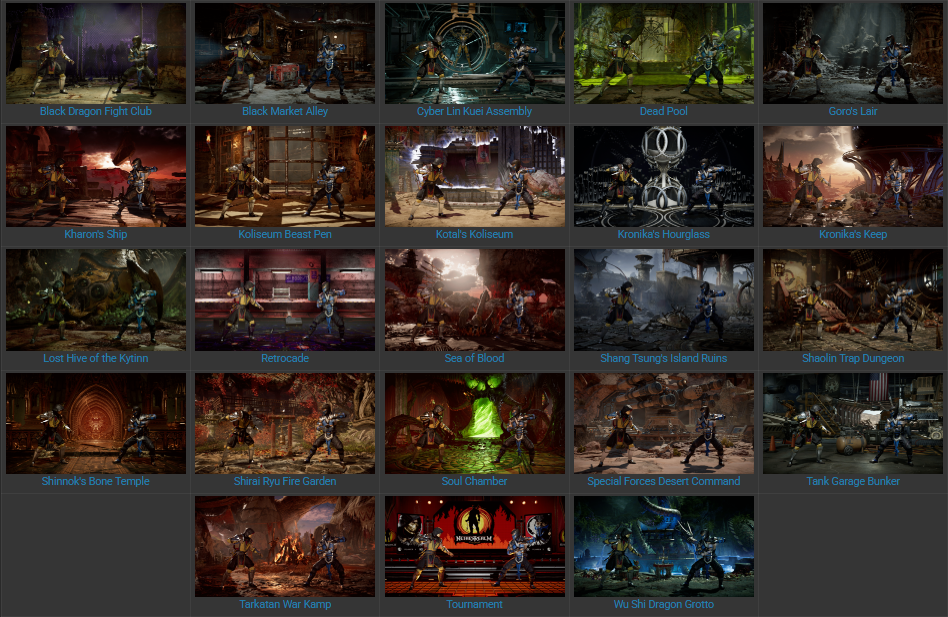 Black Dragon Fight Club
Black Market Alley
Cyber Lin Kuei Assembly
Dead Pool
Goro's Lair
Kharon's Ship
Koliseum Beast Pen
Kotal's Koliseum
Kronika's Hourglass
Kronika's Keep
Lost Hive of the Kytinn
Retrocade
Sea of Blood
Shang Tsung's Island Ruins
Shaolin Trap Dungeon
Shinnok's Bone Temple
Shirai Ryu Fire Garden
Soul Chamber
Special Forces Desert Command
Tank Garage Bunker
NETHERREALM
Tarkatan War Kamp
Tournament
Wu Shi Dragon Grotto